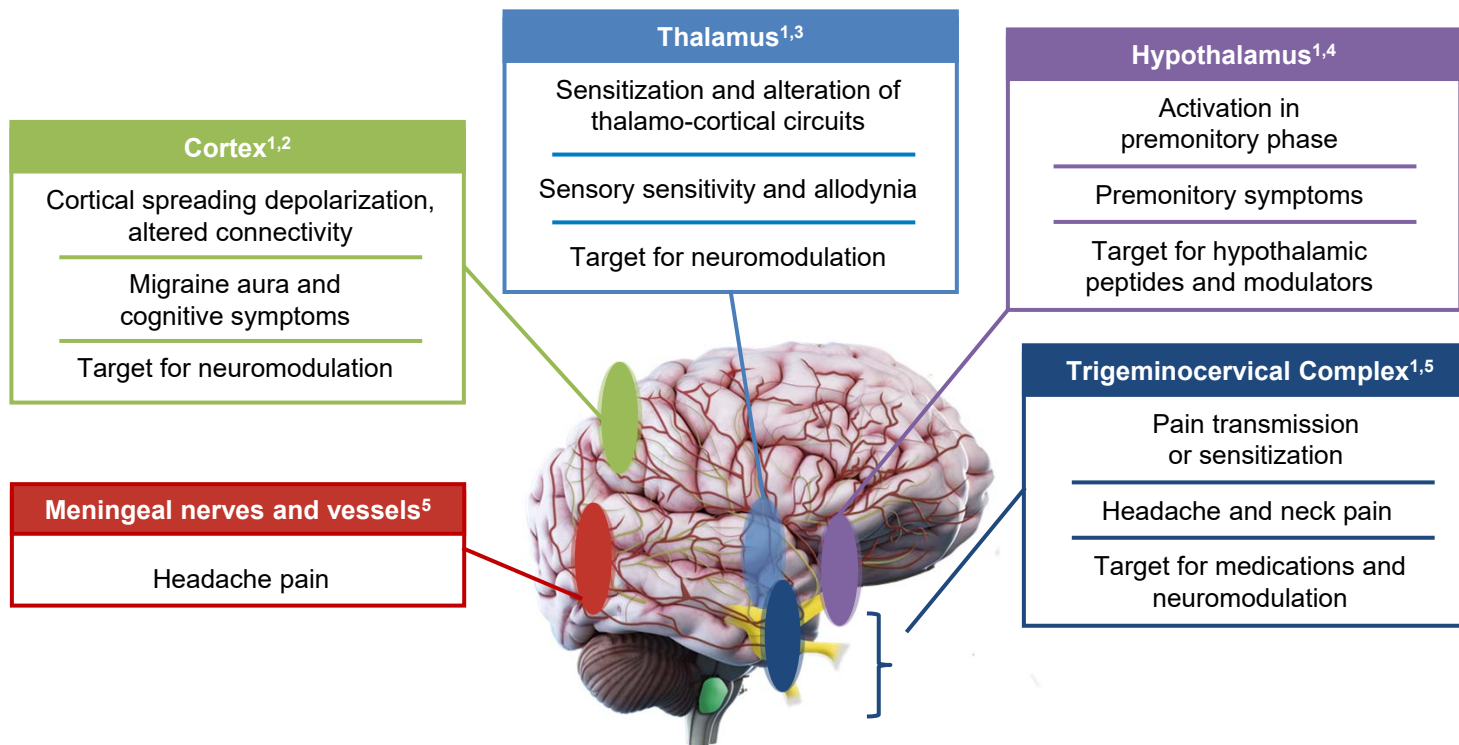 Cortex1,2
Cortical spreading depolarization,
altered connectivity
Migraine aura and
cognitive symptoms
Target for neuromodulation
Meningeal nerves and vessels5
Headache pain
Thalamus1,3
Sensitization and alteration of
thalamo-cortical circuits
Sensory sensitivity and allodynia
Target for neuromodulation
Hypothalamus1,4
Activation in
premonitory phase
Premonitory symptoms
Target for hypothalamic
peptides and modulators
Trigeminocervical Complex1,5
Pain transmission
or sensitization
Headache and neck pain
Target for medications and
neuromodulation